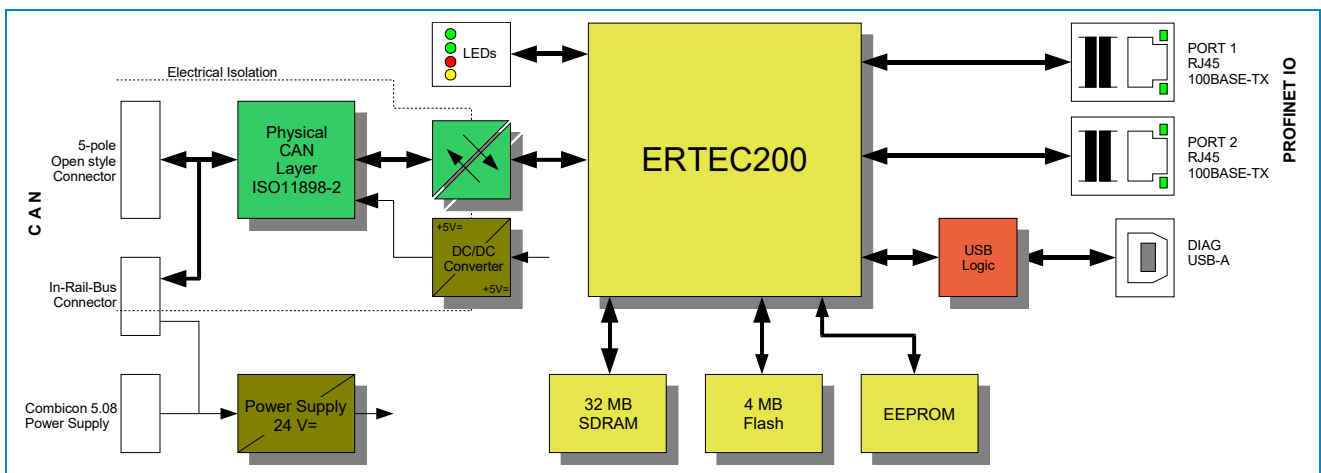 LEDs
Electrical Isolation
5-pole
Open style
Connector
Physical
CAN
Layer
ISO11898-2
ERTEC200
PORT 1
RJ45
100BASE-TX
PORT 2
RJ45
100BASE-TX
PROFINET IO
C A N
+5V=
DC/DC
Converter
+5V=
USB
Logic
DIAG
USB-A
In-Rail-Bus
Connector
Combicon 5.08
Power Supply
Power Supply
24 V=
32 MB
SDRAM
4 MB
Flash
EEPROM